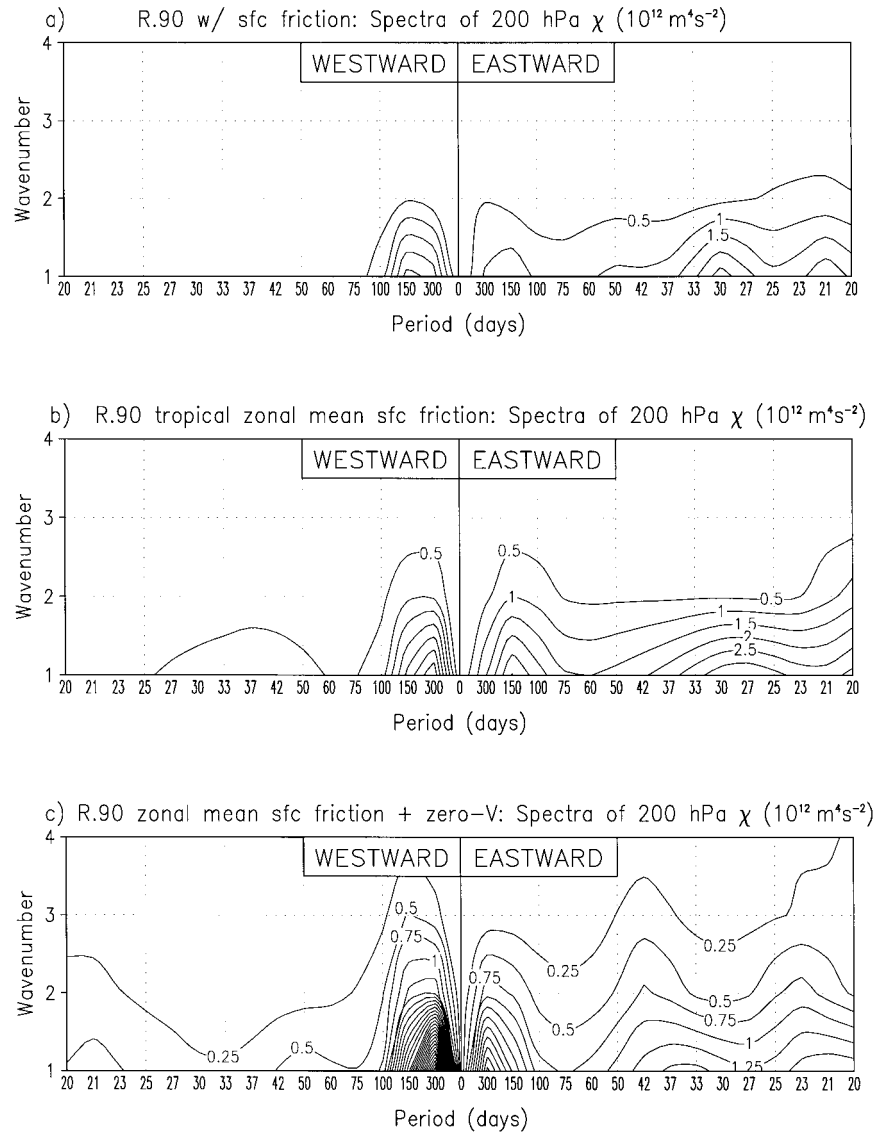 a) R.90 w/ sfc friction: Spectra of 200 hPa χ (10¹² m⁴s⁻²)
WESTWARD EASTWARD
Wavenumber
4
3
2
1
0.5
1
1.5
20 21 23 25 27 30 33 37 42 50 60 75 100 150 300 0 300 150 100 75 60 50 42 37 33 30 27 25 23 21 20
Period (days)
b) R.90 tropical zonal mean sfc friction: Spectra of 200 hPa χ (10¹² m⁴s⁻²)
WESTWARD EASTWARD
Wavenumber
4
3
2
1
0.5 0.5
1 0.5
1
1.5
2
2.5
20 21 23 25 27 30 33 37 42 50 60 75 100 150 300 0 300 150 100 75 60 50 42 37 33 30 27 25 23 21 20
Period (days)
c) R.90 zonal mean sfc friction + zero-V: Spectra of 200 hPa χ (10¹² m⁴s⁻²)
WESTWARD EASTWARD
Wavenumber
4
3
2
1
0.5
0.75 0.25
1 0.75 0.25
0.5 0.5
0.75
0.25 0.5 1
1.25
20 21 23 25 27 30 33 37 42 50 60 75 100 150 300 0 300 150 100 75 60 50 42 37 33 30 27 25 23 21 20
Period (days)